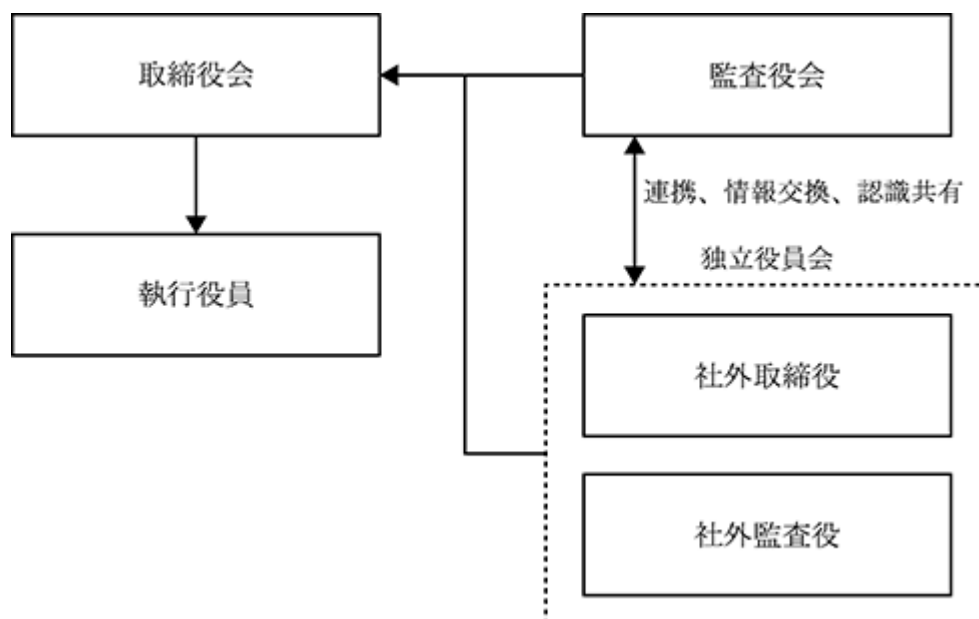 取締役会
監査役会
連携、情報交換、認識共有
独立役員会
執行役員
社外取締役
社外監査役